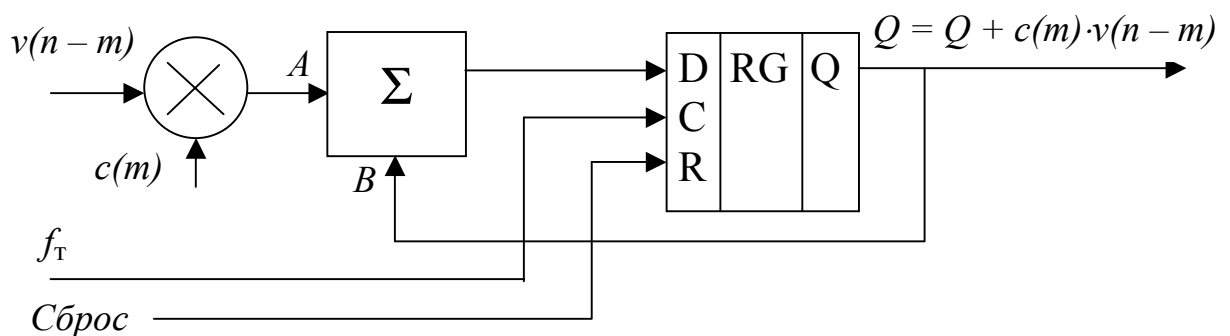 Q = Q + c(m)·v(n – m)
v(n – m)
A
Σ
D RG Q
C
R
c(m)
B
fт
Сброс